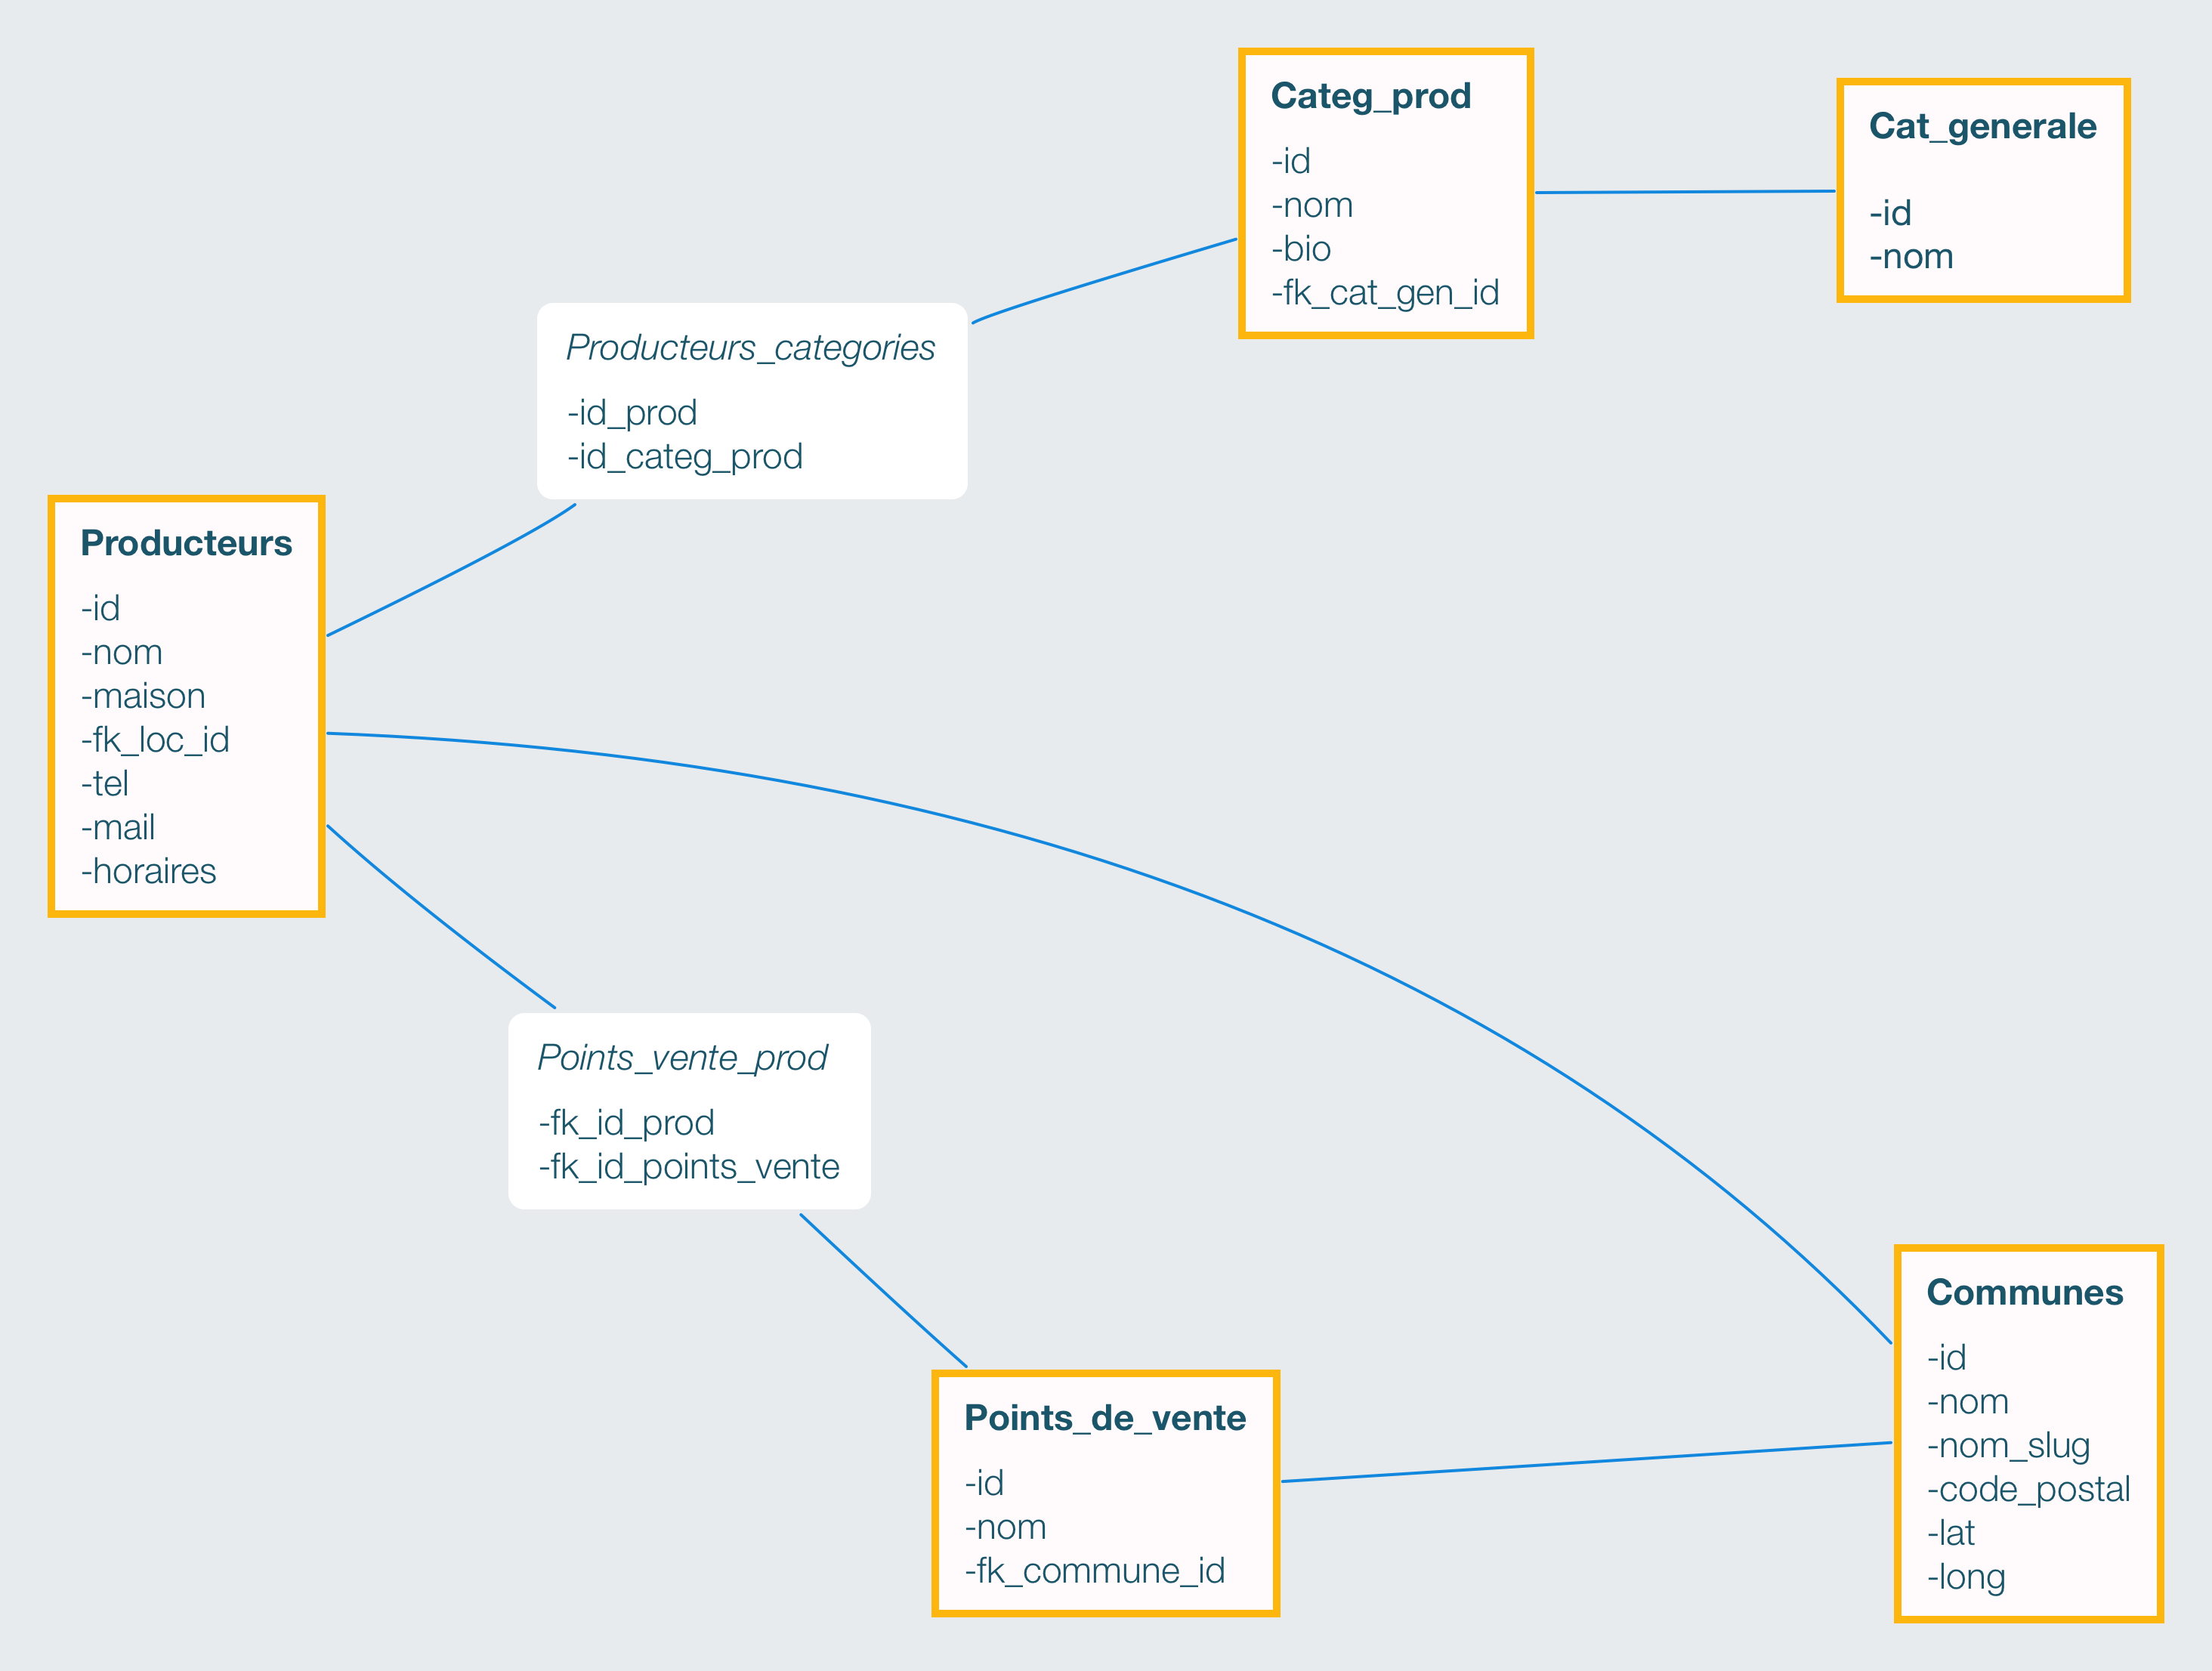 Categ_prod
-id
-nom
-bio
-fk_cat_gen_id
Cat_generale
-id
-nom
Producteurs_categories
-id_prod
-id_categ_prod
Producteurs
-id
-nom
-maison
-fk_loc_id
-tel
-mail
-horaires
Points_vente_prod
-fk_id_prod
-fk_id_points_vente
Points_de_vente
-id
-nom
-fk_commune_id
Communes
-id
-nom
-nom_slug
-code_postal
-lat
-long